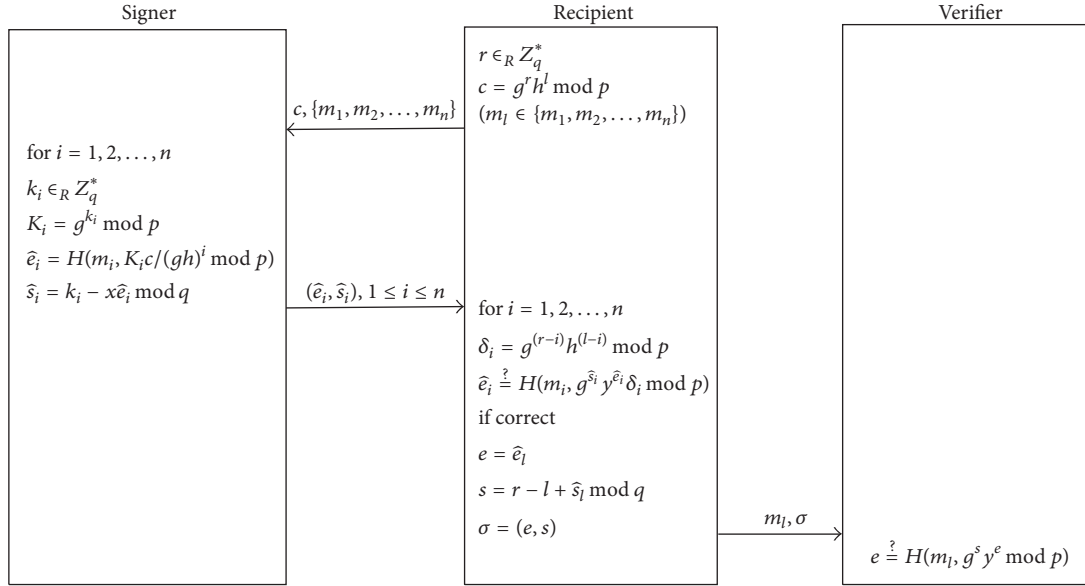 Signer
Recipient
Verifier
r ∈_R Z_q^*
c = g^r h^l mod p
(m_l ∈ {m_1, m_2, . . . , m_n})
c, {m_1, m_2, . . . , m_n}
for i = 1, 2, . . . , n
k_i ∈_R Z_q^*
K_i = g^{k_i} mod p
ê_i = H(m_i, K_i c/(gh)^i mod p)
ŝ_i = k_i − xê_i mod q
(ê_i, ŝ_i), 1 ≤ i ≤ n
for i = 1, 2, . . . , n
δ_i = g^{(r−i)} h^{(l−i)} mod p
ê_i ≟ H(m_i, g^{ŝ_i} y^{ê_i} δ_i mod p)
if correct
e = ê_l
s = r − l + ŝ_l mod q
σ = (e, s)
m_l, σ
e ≟ H(m_l, g^s y^e mod p)